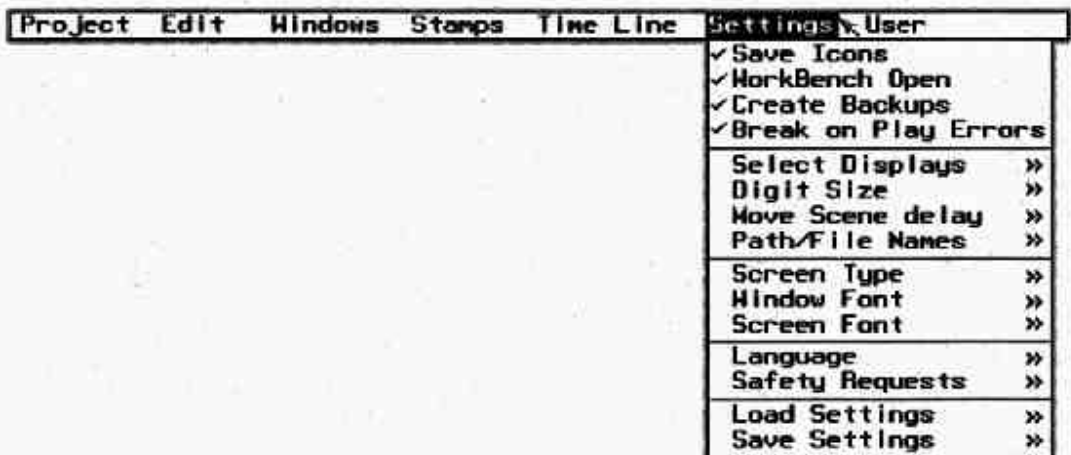 Project Edit Windows Stamps Time Line Settings User
✓Save Icons
✓WorkBench Open
✓Create Backups
✓Break on Play Errors
Select Displays »
Digit Size »
Move Scene delay »
Path/File Names »
Screen Type »
Window Font »
Screen Font »
Language »
Safety Requests »
Load Settings »
Save Settings »